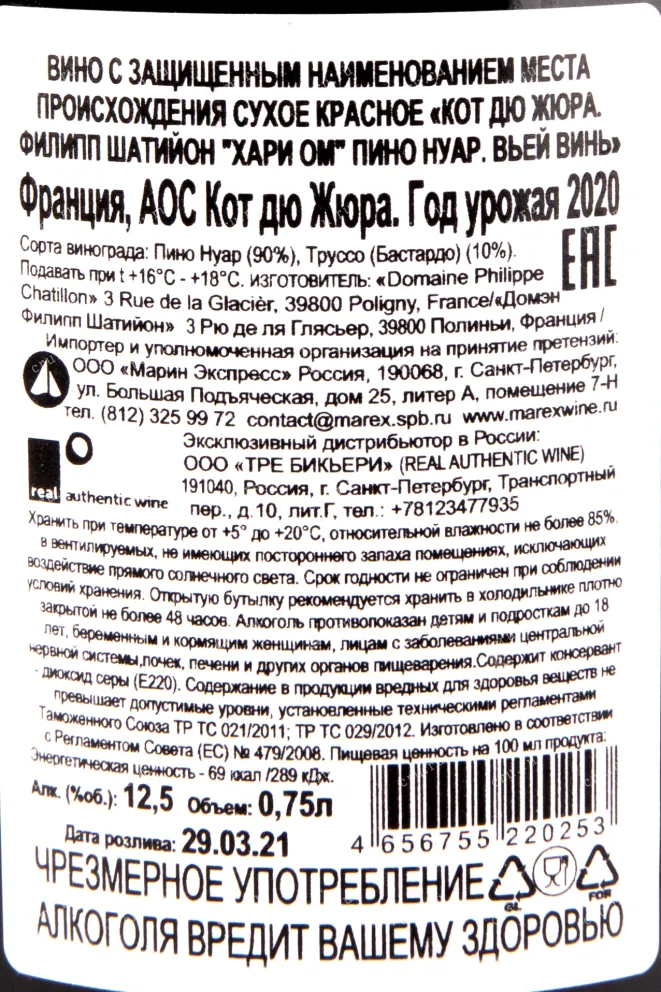 ВИНО С ЗАЩИЩЕННЫМ НАИМЕНОВАНИЕМ МЕСТА
ПРОИСХОЖДЕНИЯ СУХОЕ КРАСНОЕ «КОТ ДЮ ЖЮРА.
ФИЛИПП ШАТИЙОН "ХАРИ ОМ" ПИНО НУАР. ВЬЕЙ ВИНЬ»
Франция, АОС Кот дю Жюра. Год урожая 2020
Сорта винограда: Пино Нуар (90%), Труссо (Бастардо) (10%).
Подавать при t +16°С - +18°С. ИЗГОТОВИТЕЛЬ: «Domaine Philippe
EAC
Chatillon» 3 Rue de la Glacièr, 39800 Poligny, France/«Домэн
Филипп Шатийон» 3 Рю де ля Глясьер, 39800 Полиньи, Франция /
Импортер и уполномоченная организация на принятие претензий:
ООО «Марин Экспресс» Россия, 190068, г. Санкт-Петербург,
ул. Большая Подъяческая, дом 25, литер А, помещение 7-Н
тел. (812) 325 99 72 contact@marex.spb.ru www.marexwine.ru
Эксклюзивный дистрибьютор в России:
ООО «ТРЕ БИКЬЕРИ» (REAL AUTHENTIC WINE)
191040, Россия, г. Санкт-Петербург, Транспортный
real authentic wine
пер., д.10, лит.Г, тел.: +78123477935
Хранить при температуре от +5° до +20°С, относительной влажности не более 85%.
в вентилируемых, не имеющих постороннего запаха помещениях, исключающих
воздействие прямого солнечного света. Срок годности не ограничен при соблюдении
условий хранения. Открытую бутылку рекомендуется хранить в холодильнике плотно
закрытой не более 48 часов. Алкоголь противопоказан детям и подросткам до 18
лет, беременным и кормящим женщинам, лицам с заболеваниями центральной
нервной системы,почек, печени и других органов пищеварения.Содержит консервант
- диоксид серы (Е220). Содержание в продукции вредных для здоровья веществ не
превышает допустимые уровни, установленные техническими регламентами
Таможенного Союза ТР ТС 021/2011; ТР ТС 029/2012. Изготовлено в соответствии
с Регламентом Совета (ЕС) № 479/2008. Пищевая ценность на 100 мл продукта:
Энергетическая ценность - 69 ккал /289 кДж.
Алк. (%об.): 12,5 Объем: 0,75л
Дата розлива: 29.03.21
4 656755 220253
ЧРЕЗМЕРНОЕ УПОТРЕБЛЕНИЕ
GL FOR
АЛКОГОЛЯ ВРЕДИТ ВАШЕМУ ЗДОРОВЬЮ